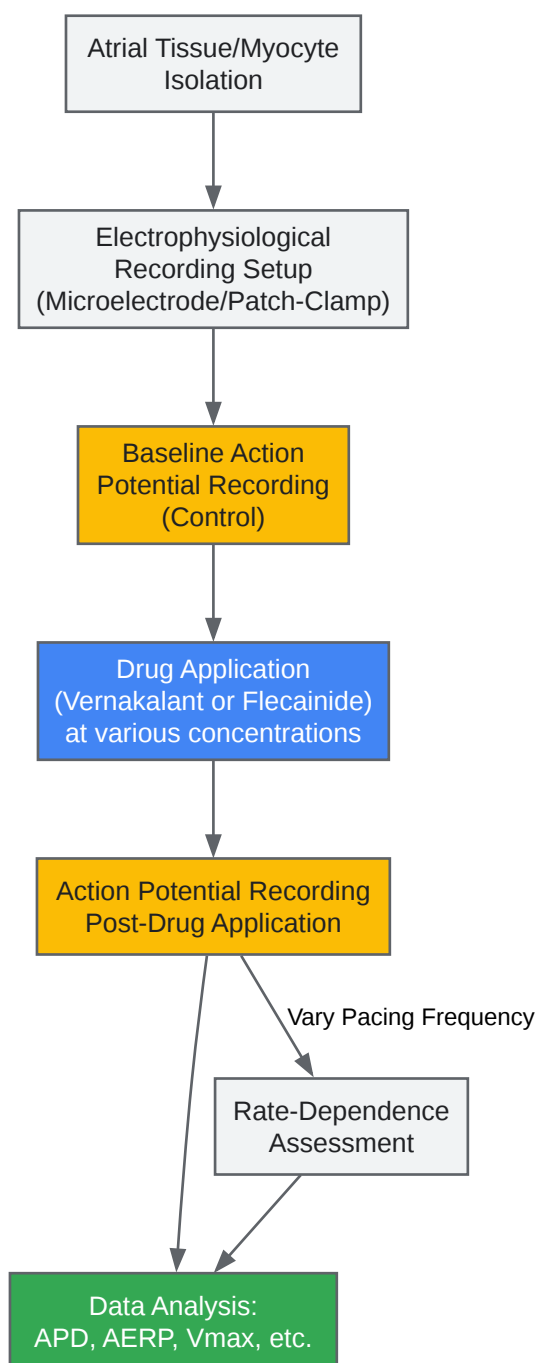 Atrial Tissue/Myocyte
Isolation
Electrophysiological
Recording Setup
(Microelectrode/Patch-Clamp)
Baseline Action
Potential Recording
(Control)
Drug Application
(Vernakalant or Flecainide)
at various concentrations
Action Potential Recording
Post-Drug Application
Vary Pacing Frequency
Rate-Dependence
Assessment
Data Analysis:
APD, AERP, Vmax, etc.